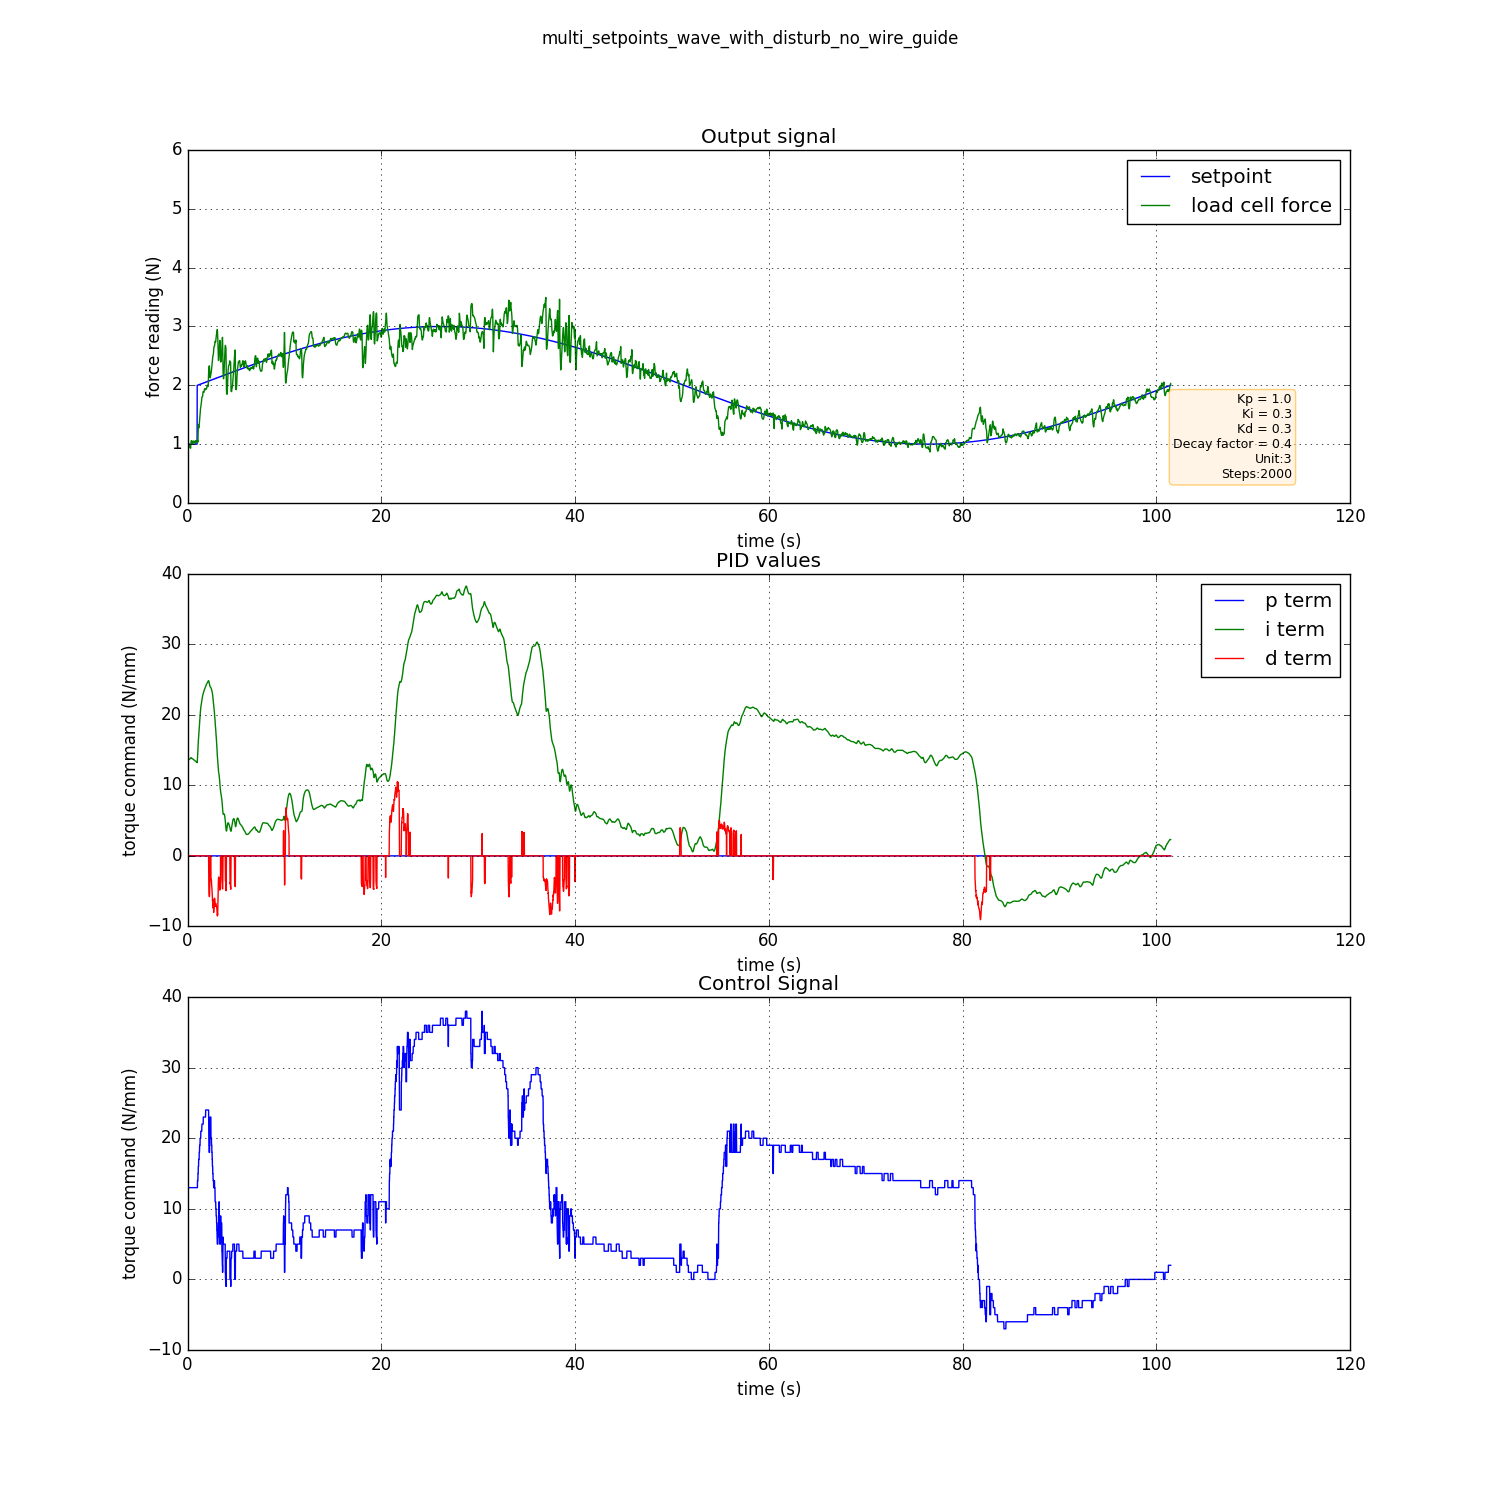 multi_setpoints_wave_with_disturb_no_wire_guide
Output signal
6
5
4
3
2
1
0
force reading (N)
setpoint
load cell force
Kp = 1.0
Ki = 0.3
Kd = 0.3
Decay factor = 0.4
Unit:3
Steps:2000
0 20 40 60 80 100 120
time (s)
PID values
40
30
20
10
0
−10
torque command (N/mm)
p term
i term
d term
0 20 40 60 80 100 120
time (s)
Control Signal
40
30
20
10
0
−10
torque command (N/mm)
0 20 40 60 80 100 120
time (s)